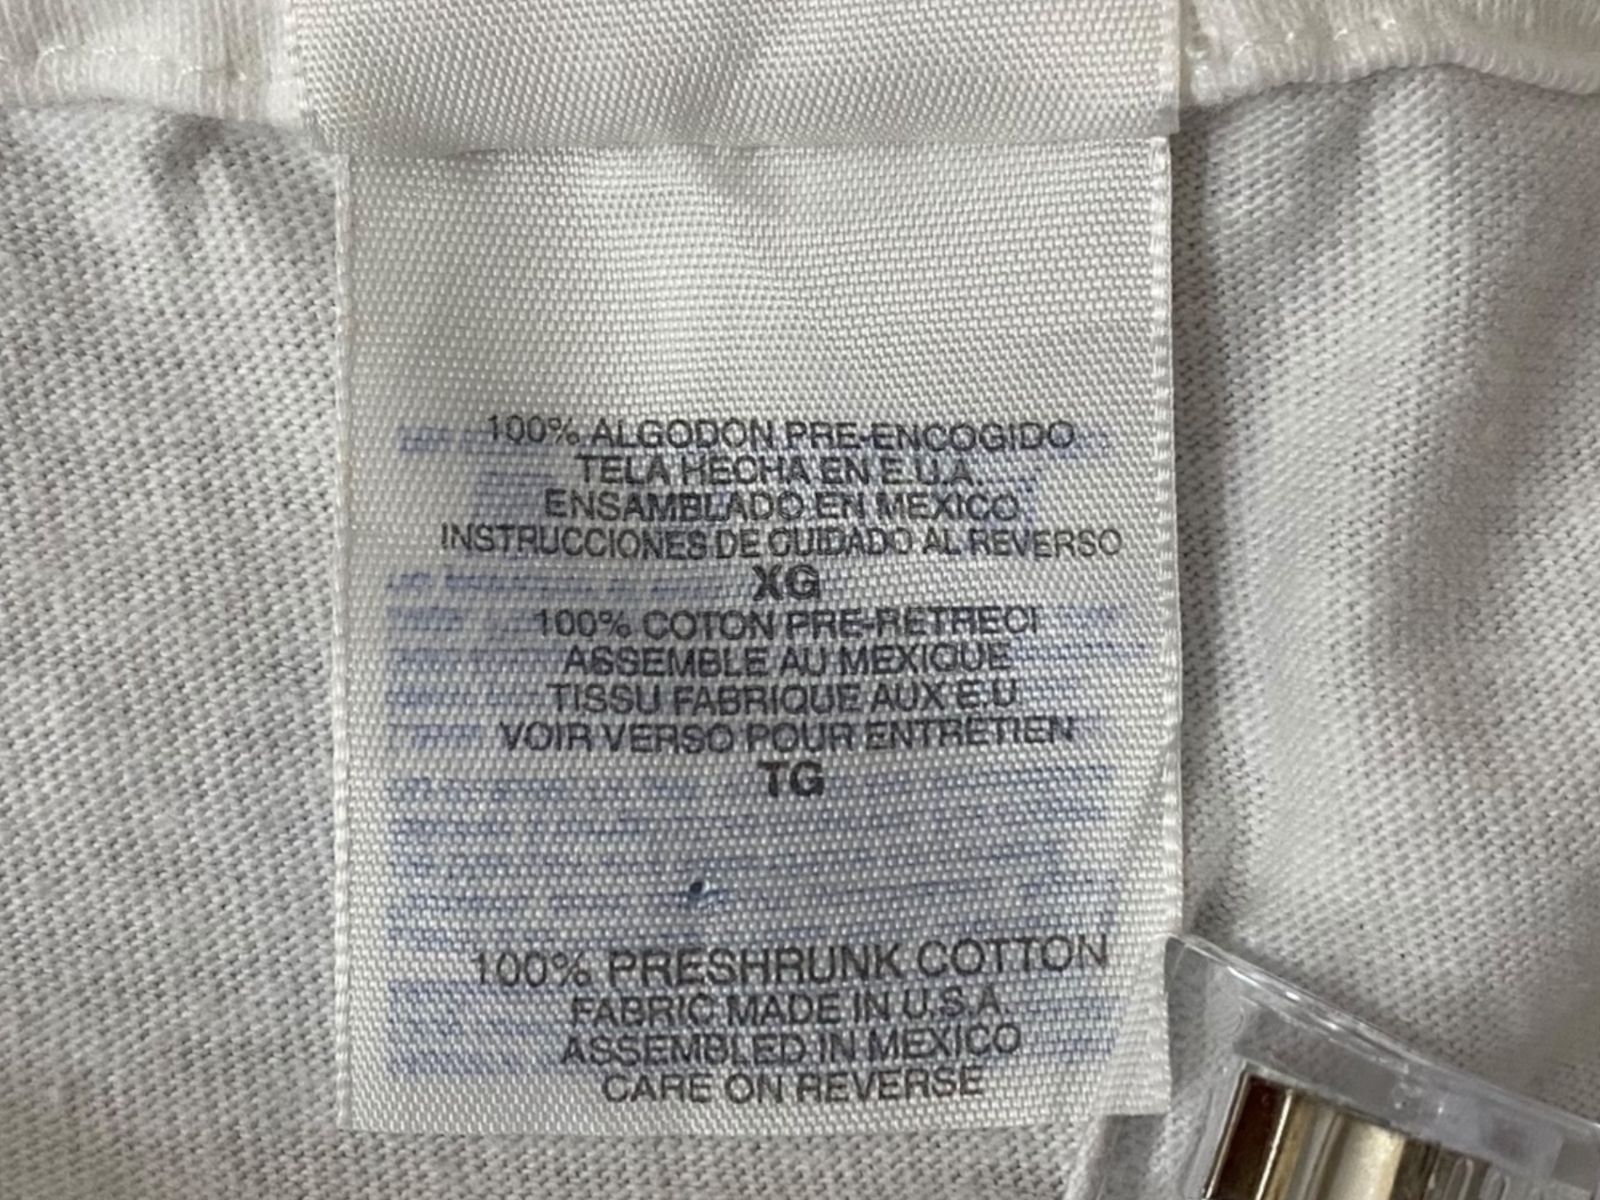 100% ALGODON PRE-ENCOGIDO
TELA HECHA EN E.U.A.
ENSAMBLADO EN MEXICO
INSTRUCCIONES DE CUIDADO AL REVERSO
XG
100% COTON PRE-RETRECI
ASSEMBLE AU MEXIQUE
TISSU FABRIQUE AUX E.U
VOIR VERSO POUR ENTRETIEN
TG
100% PRESHRUNK COTTON
FABRIC MADE IN U.S.A.
ASSEMBLED IN MEXICO
CARE ON REVERSE